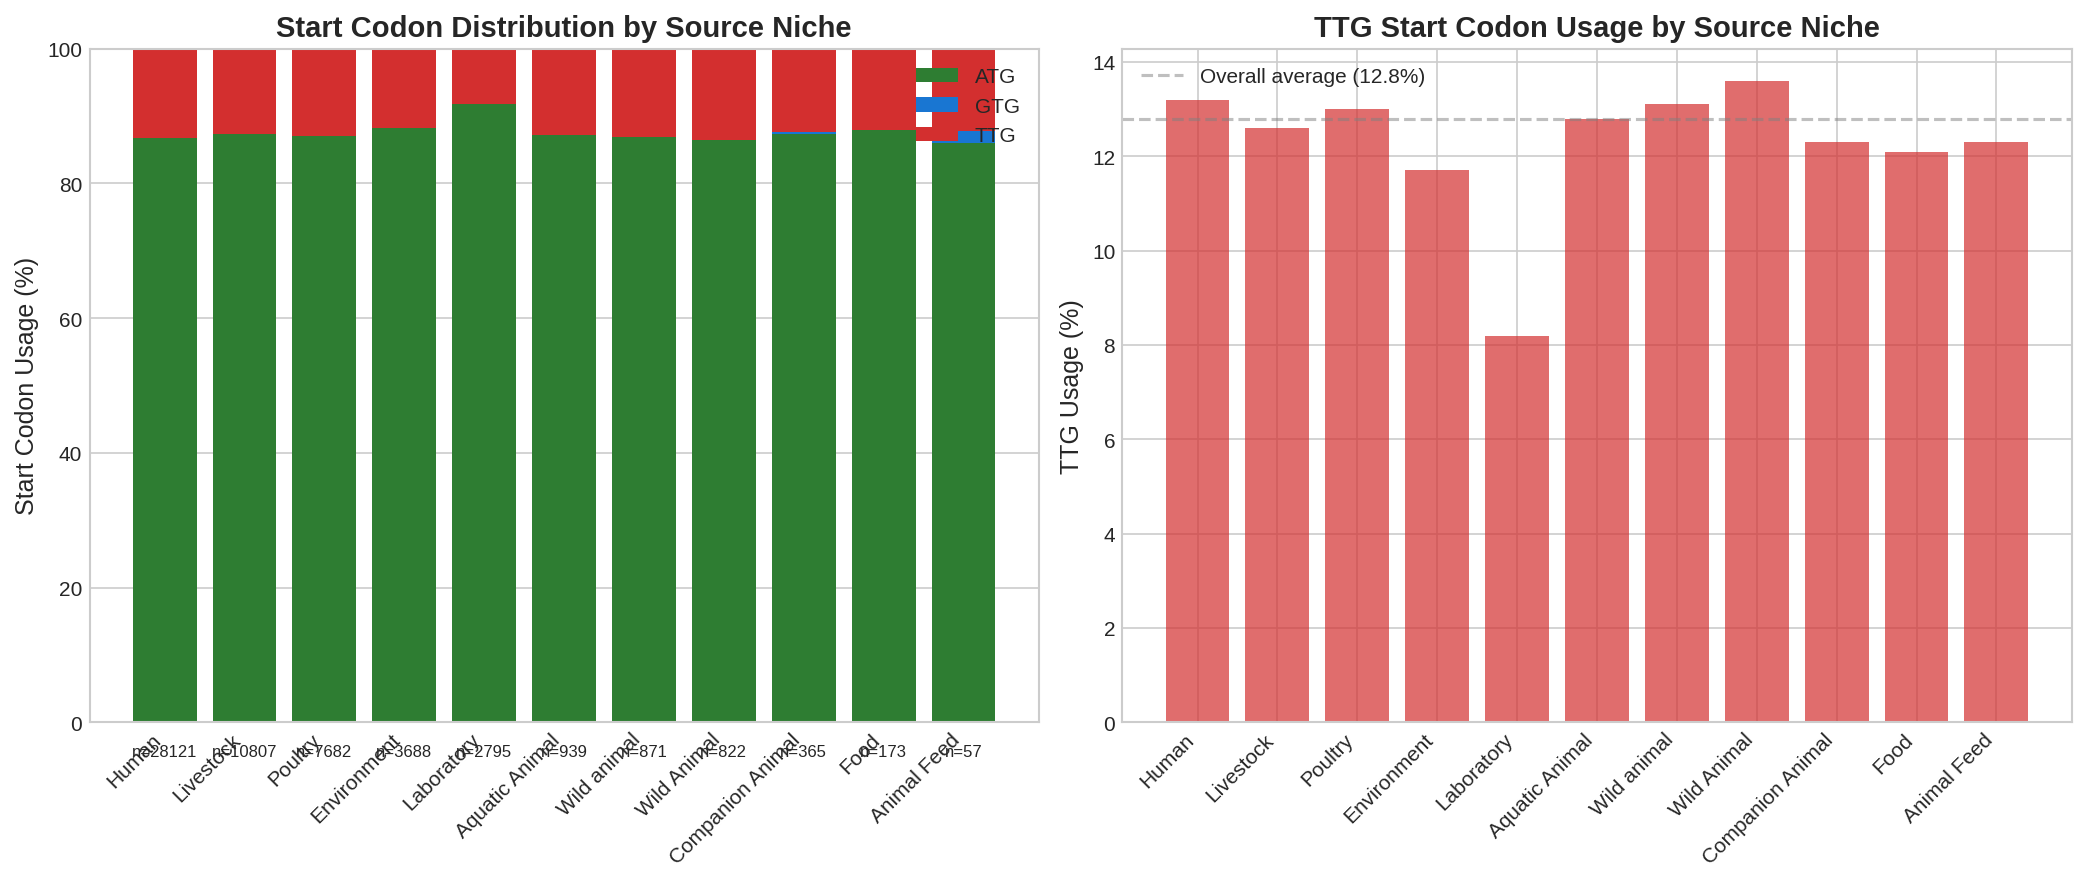 Start Codon Distribution by Source Niche
Start Codon Usage (%)
100
80
60
40
20
0
ATG
GTG
TTG
n=28121
n=10807
n=7682
n=3688
n=2795
n=939
n=871
n=822
n=365
n=173
n=57
Human
Livestock
Poultry
Environment
Laboratory
Aquatic Animal
Wild animal
Wild Animal
Companion Animal
Food
Animal Feed
TTG Start Codon Usage by Source Niche
TTG Usage (%)
14
12
10
8
6
4
2
0
Overall average (12.8%)
Human
Livestock
Poultry
Environment
Laboratory
Aquatic Animal
Wild animal
Wild Animal
Companion Animal
Food
Animal Feed